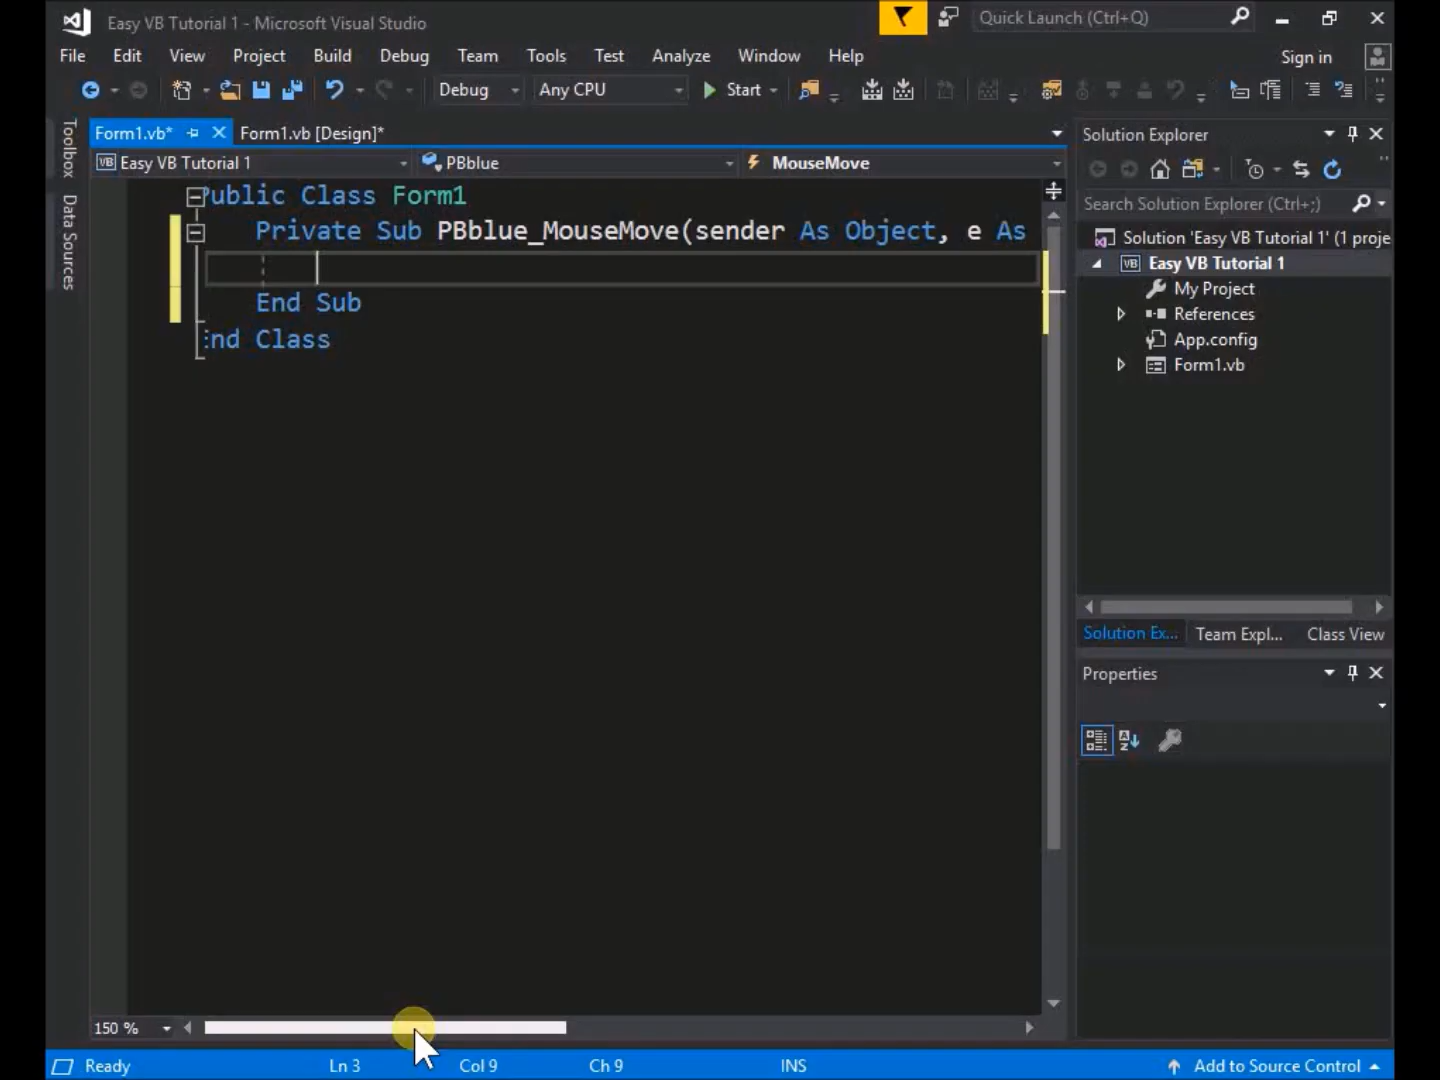 Easy VB Tutorial 1 - Microsoft Visual Studio
Quick Launch (Ctrl+Q)
File Edit View Project Build Debug Team Tools Test Analyze Window Help
Sign in
Debug Any CPU Start
Toolbox
Data Sources
Form1.vb* Form1.vb [Design]*
VB Easy VB Tutorial 1 PBblue MouseMove
ublic Class Form1
Private Sub PBblue_MouseMove(sender As Object, e As
End Sub
nd Class
Solution Explorer
Search Solution Explorer (Ctrl+;)
Solution 'Easy VB Tutorial 1' (1 proje
VB Easy VB Tutorial 1
My Project
References
App.config
Form1.vb
Solution Ex... Team Expl... Class View
Properties
150 %
Ready Ln 3 Col 9 Ch 9 INS Add to Source Control